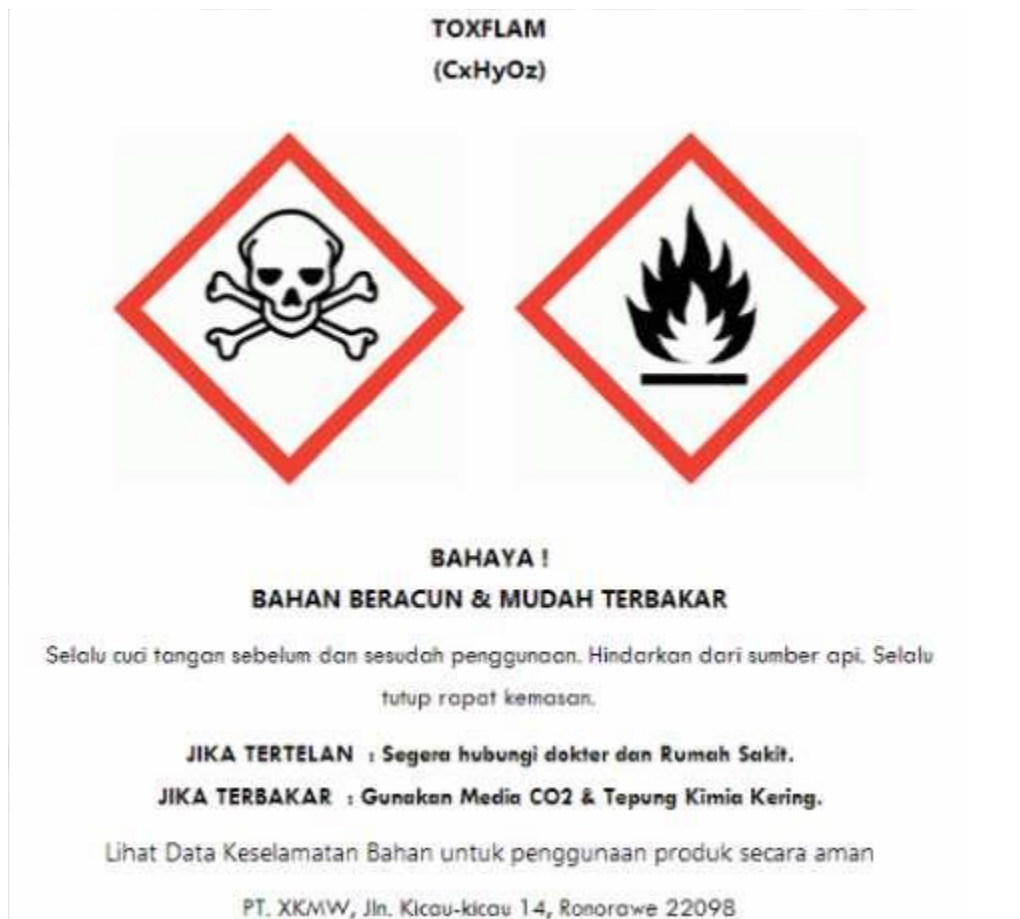 TOXFLAM
(CxHyOz)
BAHAYA !
BAHAN BERACUN & MUDAH TERBAKAR
Selalu cuci tangan sebelum dan sesudah penggunaan. Hindarkan dari sumber api. Selalu
tutup rapat kemasan.
JIKA TERTELAN : Segera hubungi dokter dan Rumah Sakit.
JIKA TERBAKAR : Gunakan Media CO2 & Tepung Kimia Kering.
Lihat Data Keselamatan Bahan untuk penggunaan produk secara aman
PT. XKMW, Jln. Kicau-kicau 14, Ronorawe 22098